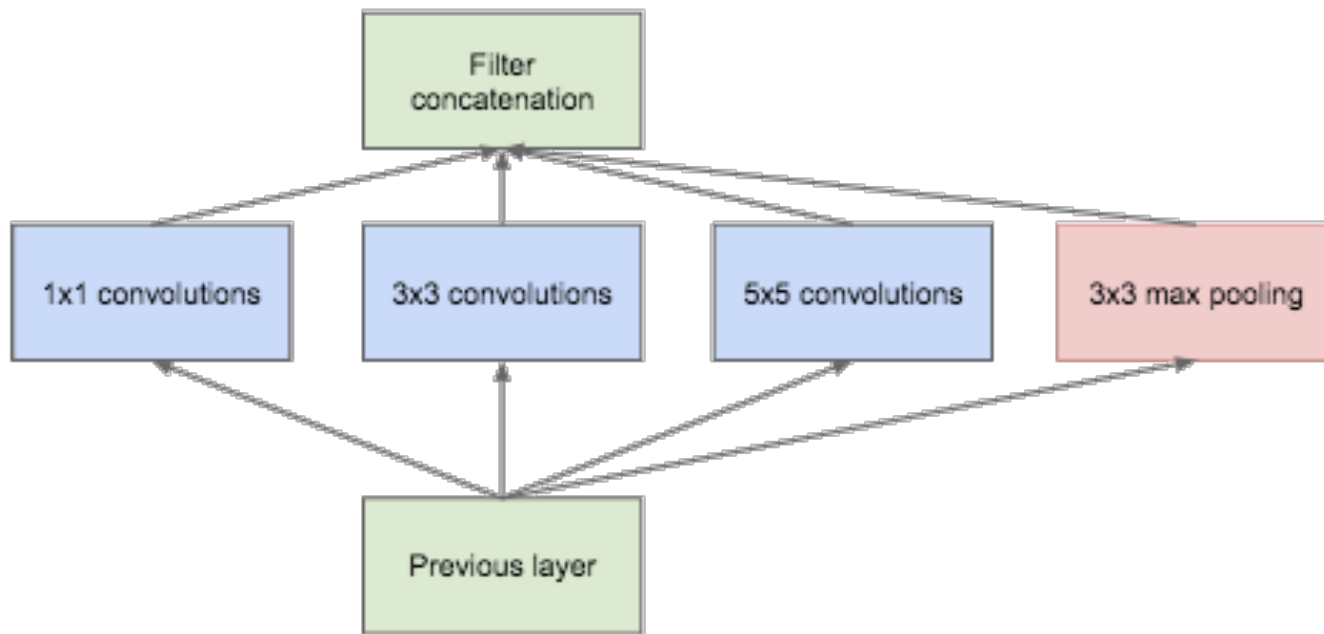 Filter
concatenation
1x1 convolutions
3x3 convolutions
5x5 convolutions
3x3 max pooling
Previous layer